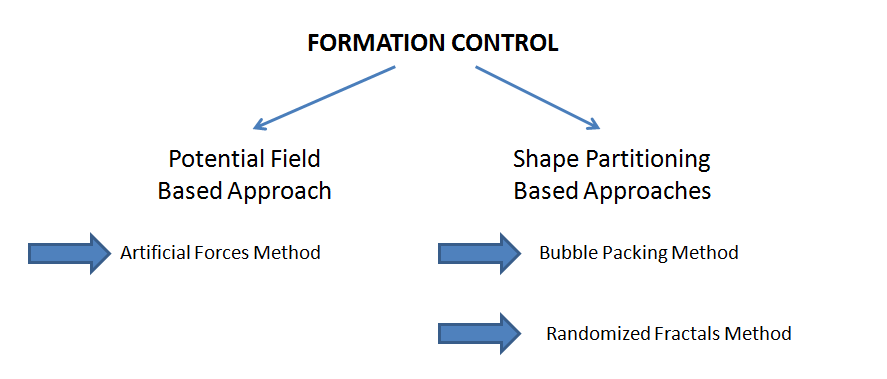 FORMATION CONTROL
Potential Field
Based Approach
Artificial Forces Method
Shape Partitioning
Based Approaches
Bubble Packing Method
Randomized Fractals Method